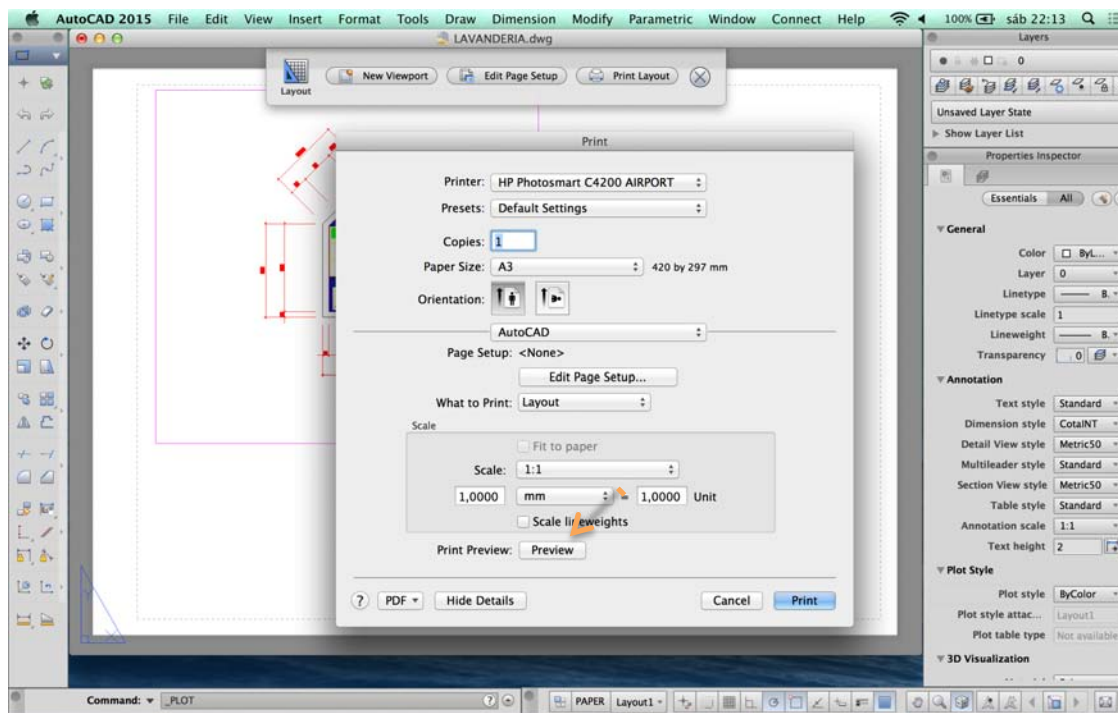 AutoCAD 2015 File Edit View Insert Format Tools Draw Dimension Modify Parametric Window Connect Help 100% sáb 22:13
LAVANDERIA.dwg
Layout
New Viewport
Edit Page Setup
Print Layout
Print
Printer: HP Photosmart C4200 AIRPORT
Presets: Default Settings
Copies: 1
Paper Size: A3 420 by 297 mm
Orientation:
AutoCAD
Page Setup: <None>
Edit Page Setup...
What to Print: Layout
Scale
Fit to paper
Scale: 1:1
1,0000 mm = 1,0000 Unit
Scale lineweights
Print Preview: Preview
? PDF Hide Details Cancel Print
Layers
0
Unsaved Layer State
Show Layer List
Properties Inspector
Essentials All
General
Color ByL...
Layer 0
Linetype B.
Linetype scale 1
Lineweight B.
Transparency 0
Annotation
Text style Standard
Dimension style CotaINT
Detail View style Metric50
Multileader style Standard
Section View style Metric50
Table style Standard
Annotation scale 1:1
Text height 2
Plot Style
Plot style ByColor
Plot style attac... Layout1
Plot table type Not available
3D Visualization
Command: _PLOT
? PAPER Layout1